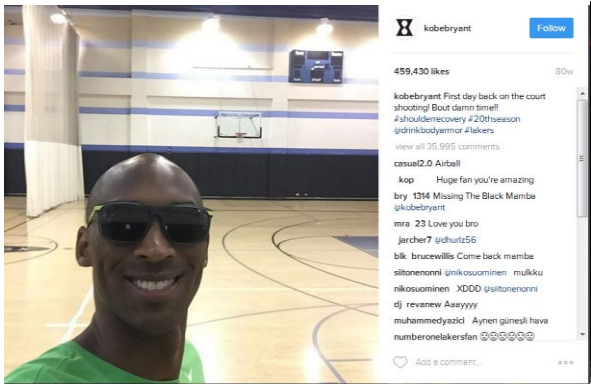 kobebryant
Follow
459,430 likes
80w
kobebryant First day back on the court
shooting! Bout damn time!!
#shoulderrecovery #20thseason
@drinkbodyarmor #lakers
view all 35,995 comments
casual2.0 Airball
kop Huge fan you're amazing
bry 1314 Missing The Black Mamba
@kobebryant
mra 23 Love you bro
jarcher7 @dhurlz56
blk brucewillis Come back mamba
siitonenonni @nikosuominen mulkku
nikosuominen XDDD @siitonenonni
dj revanew Aaayyyy
muhammedyazici Aynen güneşli hava
numberonelakersfan 😢😢😢😢😢😢
Add a comment...